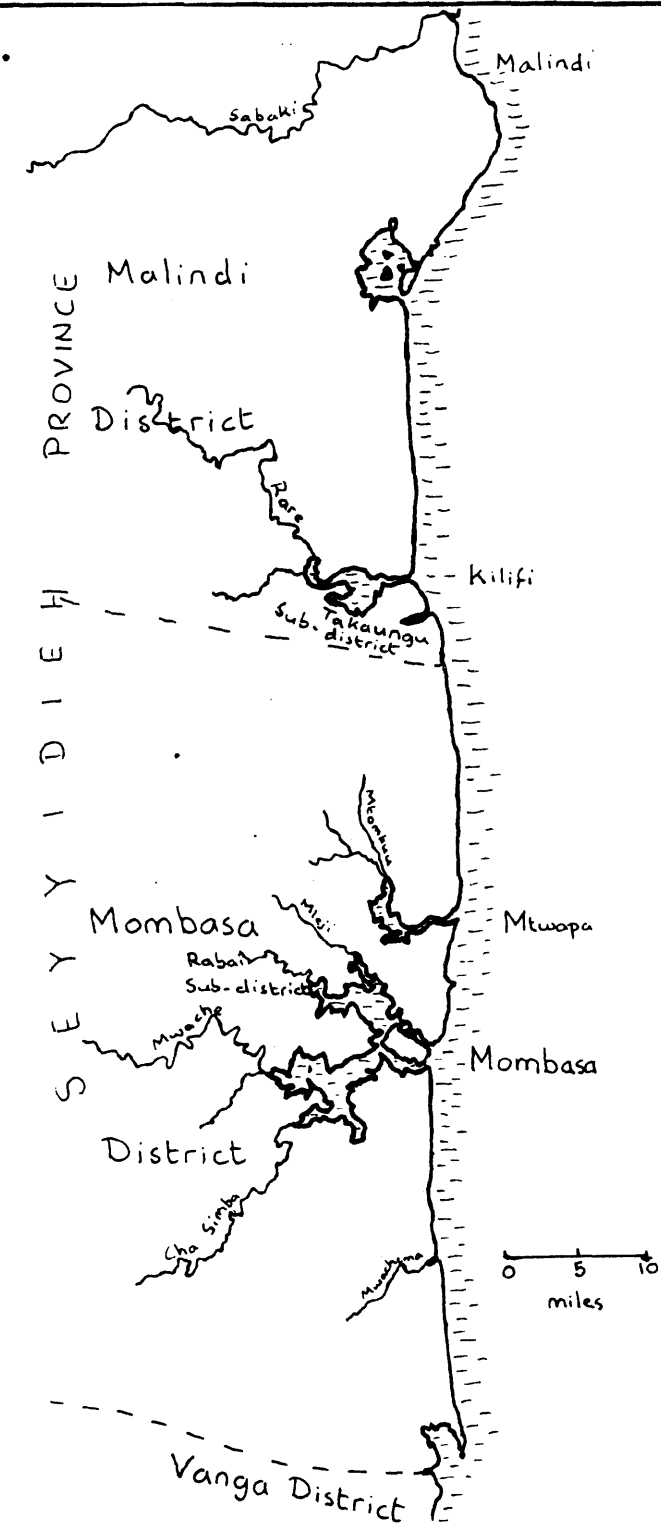 Malindi
Sabaki
Malindi
District
PROVINCE
Rare
Kilifi
Takaungu
Sub-district
SEYYIDIEH
Mtombuu
Mtwapa
Mombasa
Mleji
Rabai
Sub-district
Mwache
Mombasa
District
Cha Simba
Mwachema
0 5 10
miles
Vanga District